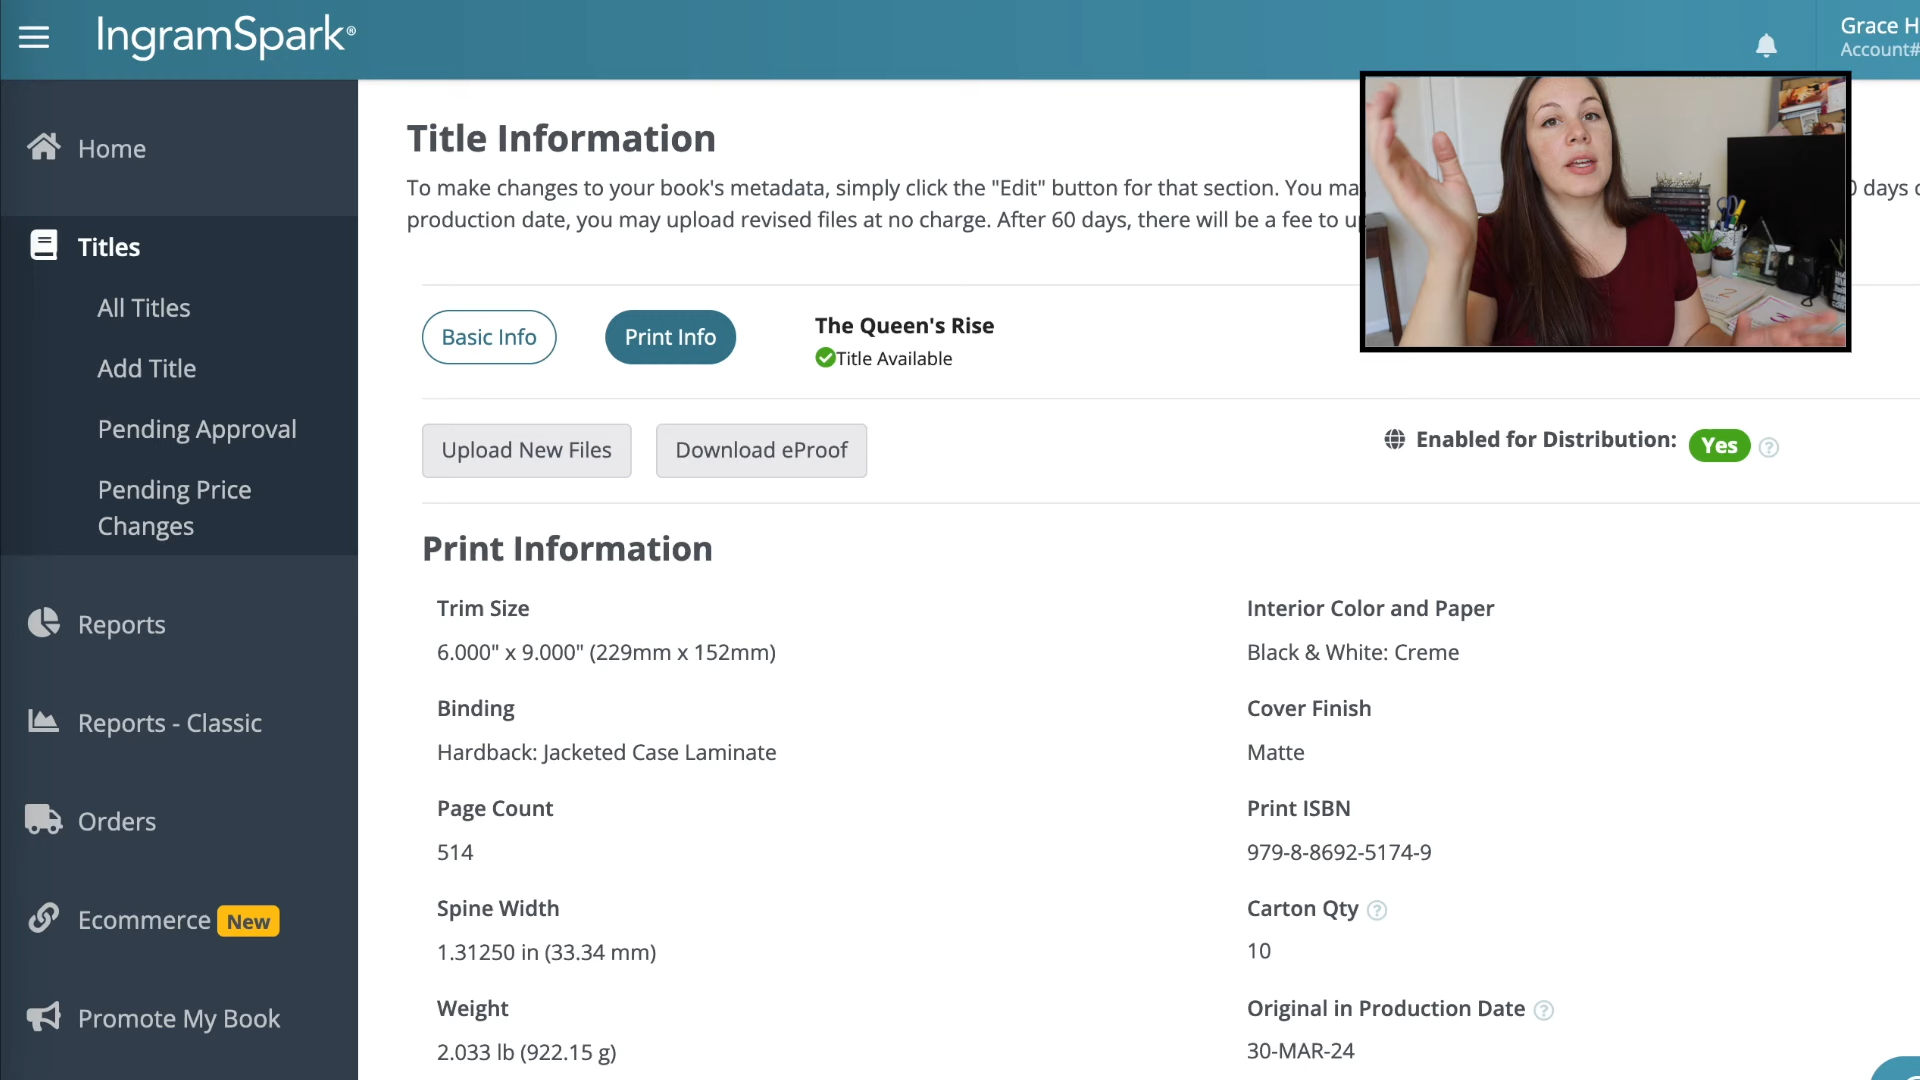 IngramSpark®
Grace H
Account#
Home
Titles
All Titles
Add Title
Pending Approval
Pending Price
Changes
Reports
Reports - Classic
Orders
Ecommerce New
Promote My Book
Title Information
To make changes to your book's metadata, simply click the "Edit" button for that section. You ma 0 days o
production date, you may upload revised files at no charge. After 60 days, there will be a fee to u
Basic Info
Print Info
The Queen's Rise
Title Available
Upload New Files
Download eProof
Enabled for Distribution: Yes ?
Print Information
Trim Size
6.000" x 9.000" (229mm x 152mm)
Binding
Hardback: Jacketed Case Laminate
Page Count
514
Spine Width
1.31250 in (33.34 mm)
Weight
2.033 lb (922.15 g)
Interior Color and Paper
Black & White: Creme
Cover Finish
Matte
Print ISBN
979-8-8692-5174-9
Carton Qty ?
10
Original in Production Date ?
30-MAR-24